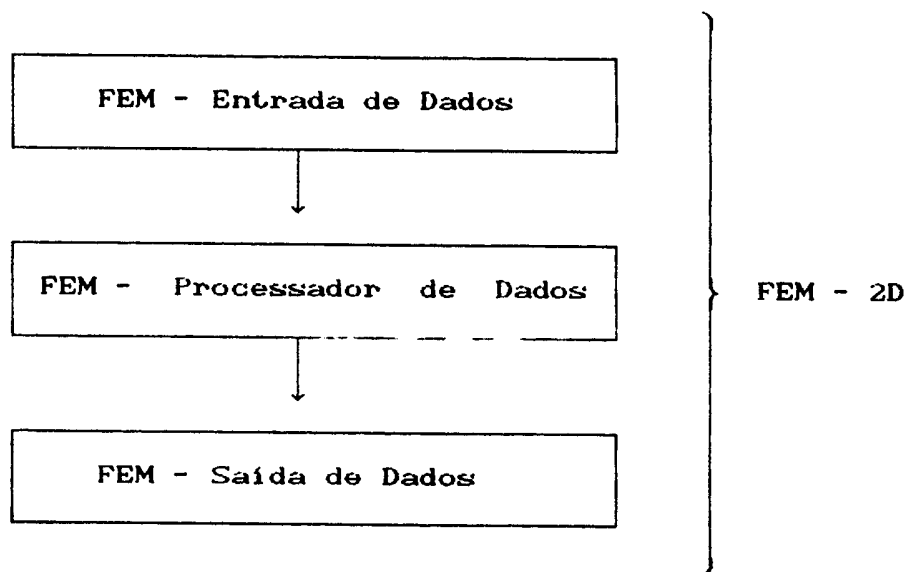 FEM - Entrada de Dados
FEM - Processador de Dados
FEM - 2D
FEM - Saída de Dados